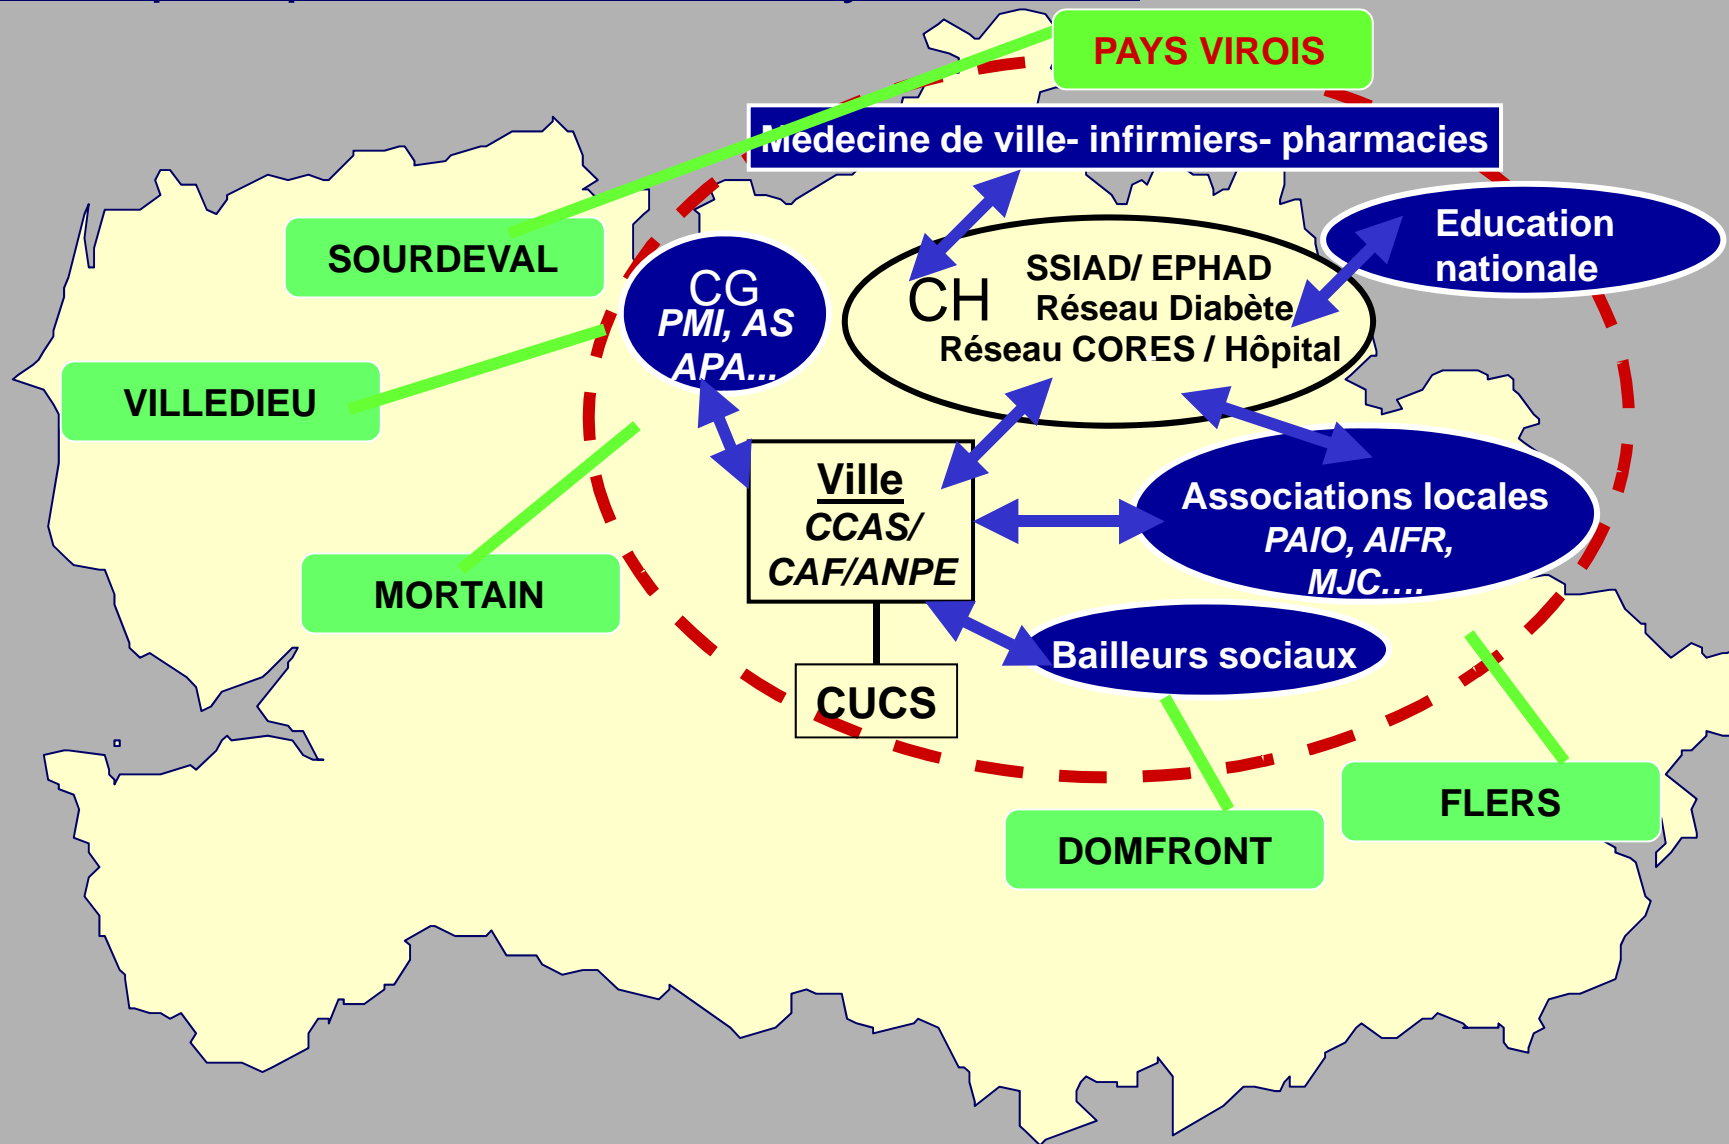 PAYS VIROIS
Médecine de ville- infirmiers- pharmacies
Education
nationale
SOURDEVAL
CG
PMI, AS
APA...
CH
SSIAD/ EPHAD
Réseau Diabète
Réseau CORES / Hôpital
VILLEDIEU
Ville
CCAS/
CAF/ANPE
Associations locales
PAIO, AIFR,
MJC….
MORTAIN
Bailleurs sociaux
CUCS
FLERS
DOMFRONT